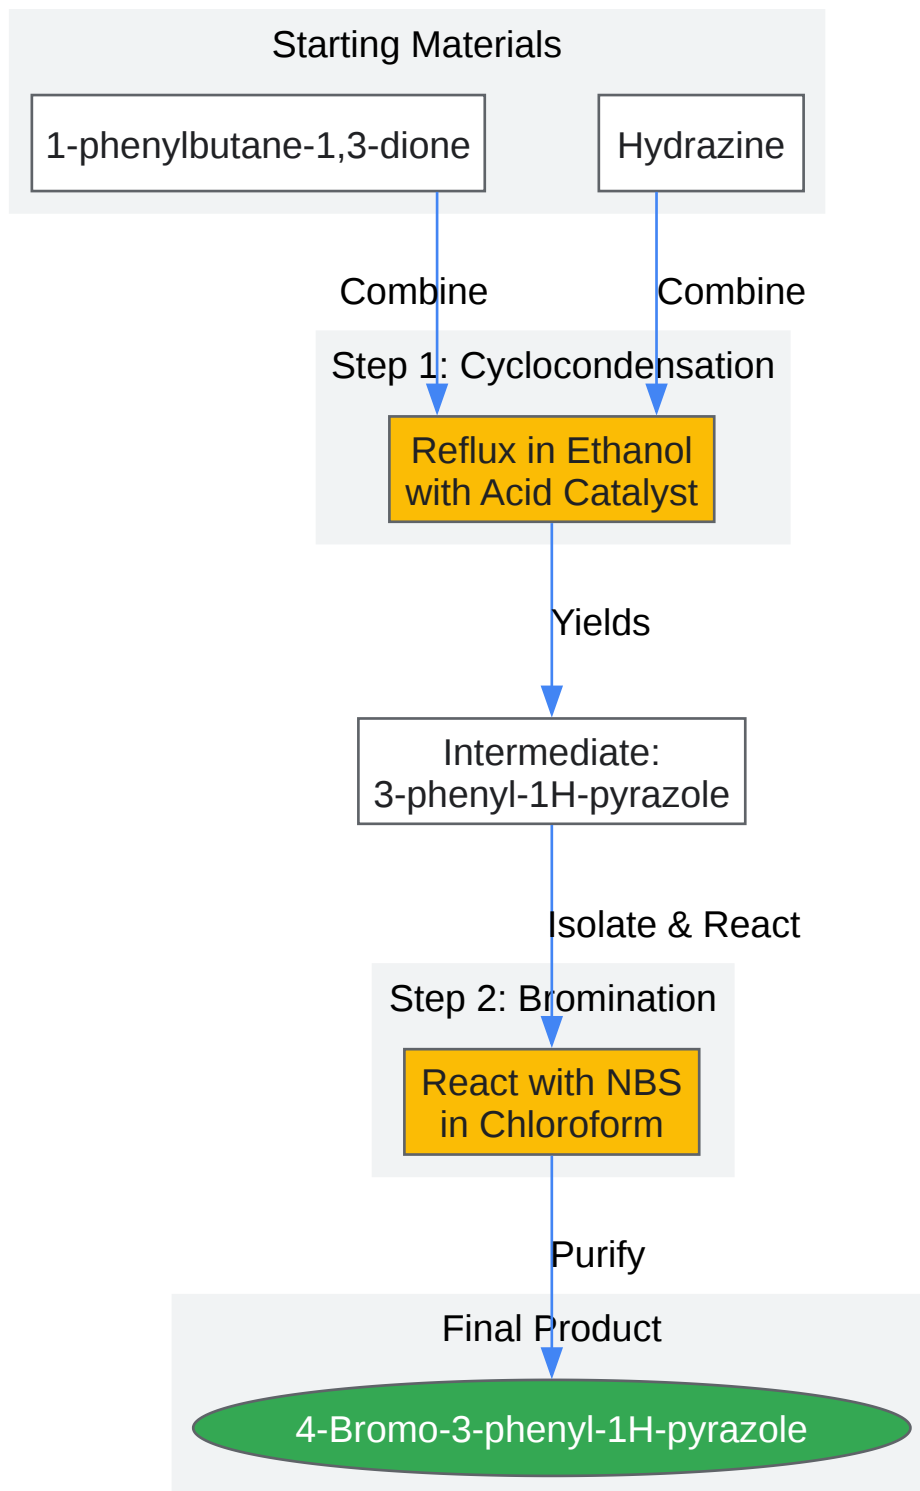 Starting Materials
1-phenylbutane-1,3-dione
Hydrazine
Combine
Combine
Step 1: Cyclocondensation
Reflux in Ethanol
with Acid Catalyst
Yields
Intermediate:
3-phenyl-1H-pyrazole
Isolate & React
Step 2: Bromination
React with NBS
in Chloroform
Purify
Final Product
4-Bromo-3-phenyl-1H-pyrazole